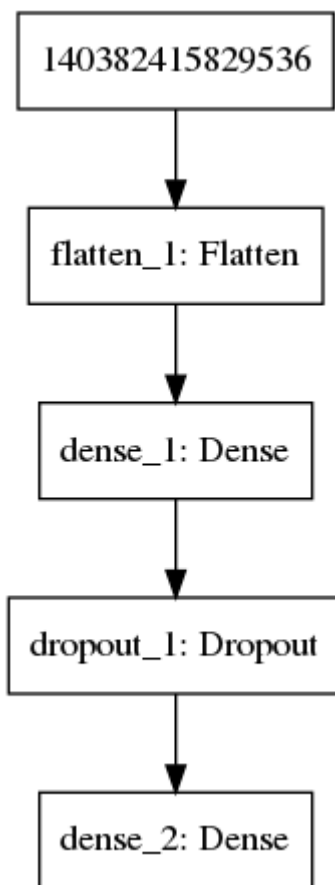 140382415829536
flatten_1: Flatten
dense_1: Dense
dropout_1: Dropout
dense_2: Dense